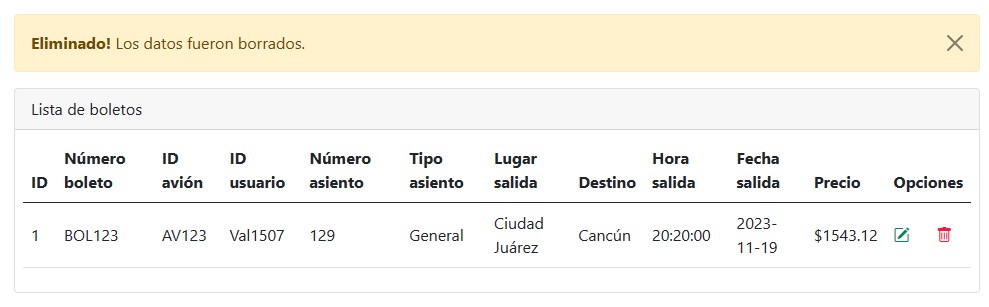 Eliminado! Los datos fueron borrados.
Lista de boletos
ID Número boleto ID avión ID usuario Número asiento Tipo asiento Lugar salida Destino Hora salida Fecha salida Precio Opciones
1 BOL123 AV123 Val1507 129 General Ciudad Juárez Cancún 20:20:00 2023-11-19 $1543.12